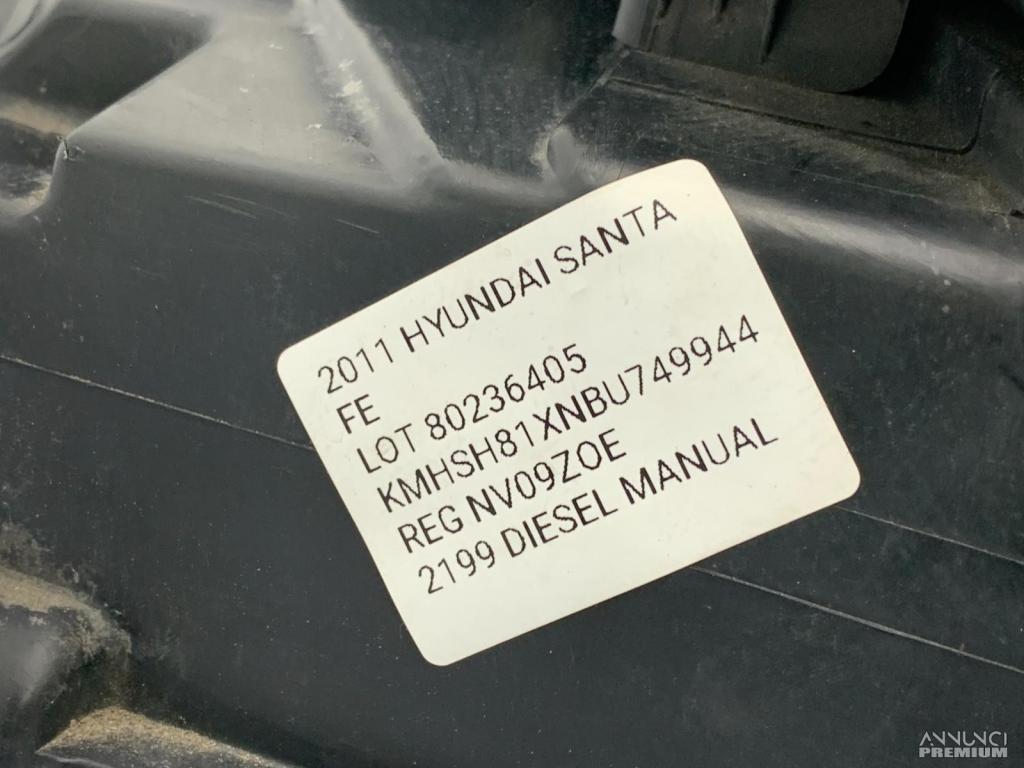 2011 HYUNDAI SANTA
FE
LOT 80236405
KMHSH81XNBU749944
REG NV09ZOE
2199 DIESEL MANUAL
ANNUNCI
PREMIUM